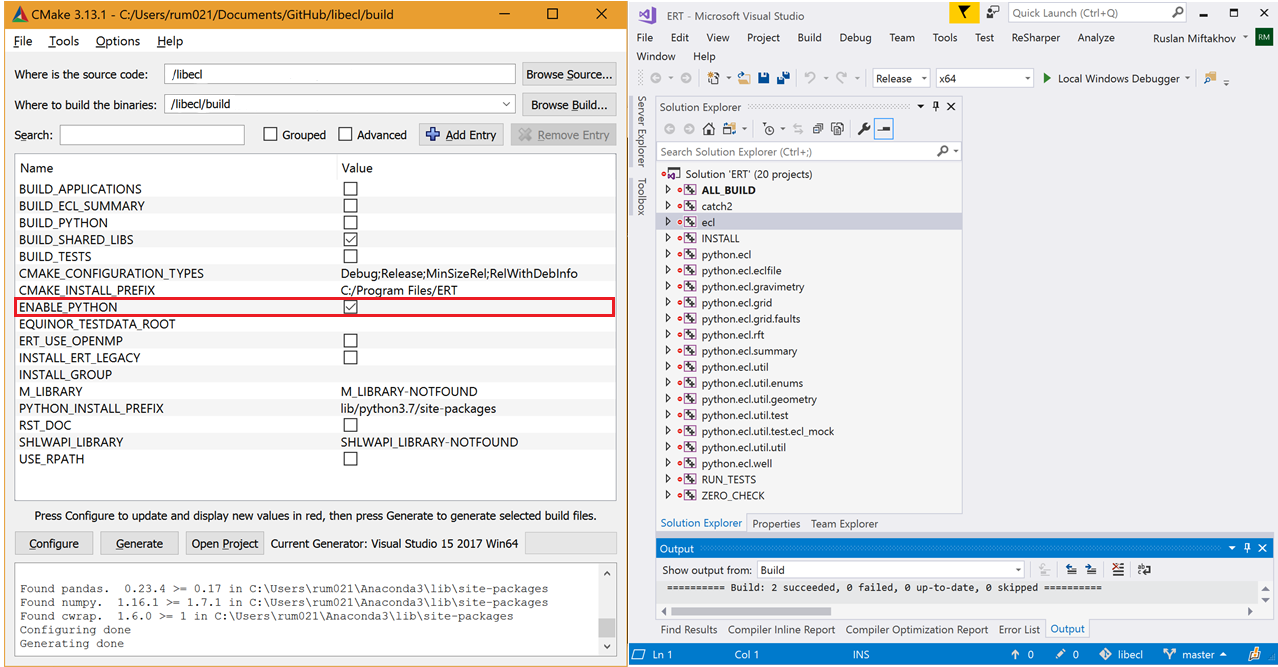 CMake 3.13.1 - C:/Users/rum021/Documents/GitHub/libecl/build
File Tools Options Help
Where is the source code: /libecl Browse Source...
Where to build the binaries: /libecl/build Browse Build...
Search: Grouped Advanced Add Entry Remove Entry
Name Value
BUILD_APPLICATIONS
BUILD_ECL_SUMMARY
BUILD_PYTHON
BUILD_SHARED_LIBS
BUILD_TESTS
CMAKE_CONFIGURATION_TYPES Debug;Release;MinSizeRel;RelWithDebInfo
CMAKE_INSTALL_PREFIX C:/Program Files/ERT
ENABLE_PYTHON
EQUINOR_TESTDATA_ROOT
ERT_USE_OPENMP
INSTALL_ERT_LEGACY
INSTALL_GROUP
M_LIBRARY M_LIBRARY-NOTFOUND
PYTHON_INSTALL_PREFIX lib/python3.7/site-packages
RST_DOC
SHLWAPI_LIBRARY SHLWAPI_LIBRARY-NOTFOUND
USE_RPATH
Press Configure to update and display new values in red, then press Generate to generate selected build files.
Configure Generate Open Project Current Generator: Visual Studio 15 2017 Win64
Found pandas. 0.23.4 >= 0.17 in C:\Users\rum021\Anaconda3\lib\site-packages
Found numpy. 1.16.1 >= 1.7.1 in C:\Users\rum021\Anaconda3\lib\site-packages
Found cwrap. 1.6.0 >= 1 in C:\Users\rum021\Anaconda3\lib\site-packages
Configuring done
Generating done
ERT - Microsoft Visual Studio
Quick Launch (Ctrl+Q)
File Edit View Project Build Debug Team Tools Test ReSharper Analyze Ruslan Miftakhov RM
Window Help
Release x64 Local Windows Debugger
Server Explorer
Toolbox
Solution Explorer
Search Solution Explorer (Ctrl+;)
Solution 'ERT' (20 projects)
ALL_BUILD
catch2
ecl
INSTALL
python.ecl
python.ecl.eclfile
python.ecl.gravimetry
python.ecl.grid
python.ecl.grid.faults
python.ecl.rft
python.ecl.summary
python.ecl.util
python.ecl.util.enums
python.ecl.util.geometry
python.ecl.util.test
python.ecl.util.test.ecl_mock
python.ecl.util.util
python.ecl.well
RUN_TESTS
ZERO_CHECK
Solution Explorer Properties Team Explorer
Output
Show output from: Build
========== Build: 2 succeeded, 0 failed, 0 up-to-date, 0 skipped ==========
Find Results Compiler Inline Report Compiler Optimization Report Error List Output
Ln 1 Col 1 INS 0 0 libecl master